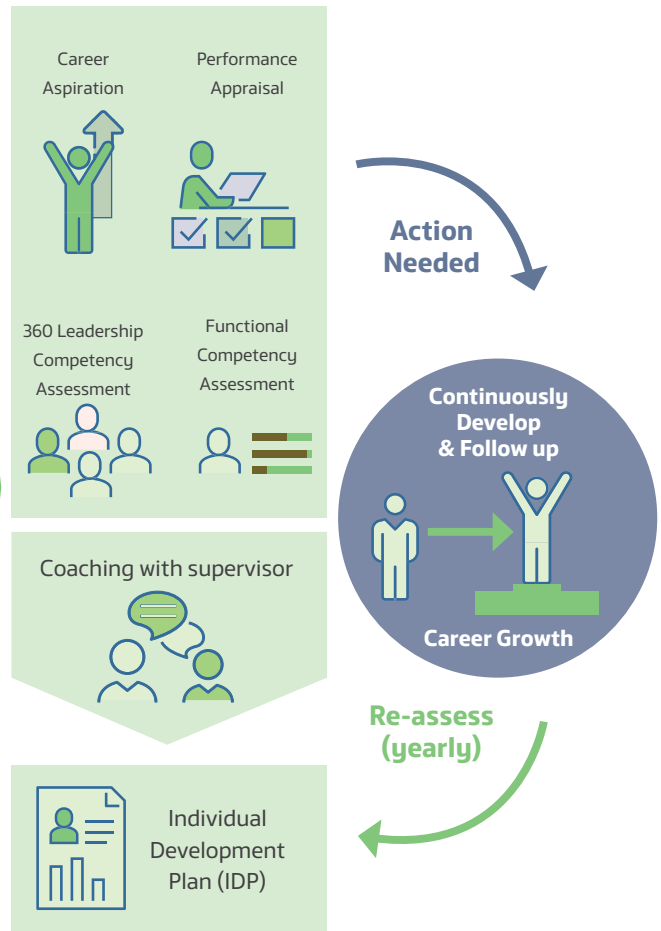 Career
Aspiration
Performance
Appraisal
360 Leadership
Competency
Assessment
Functional
Competency
Assessment
Coaching with supervisor
Individual
Development
Plan (IDP)
Action
Needed
Continuously
Develop
& Follow up
Career Growth
Re-assess
(yearly)